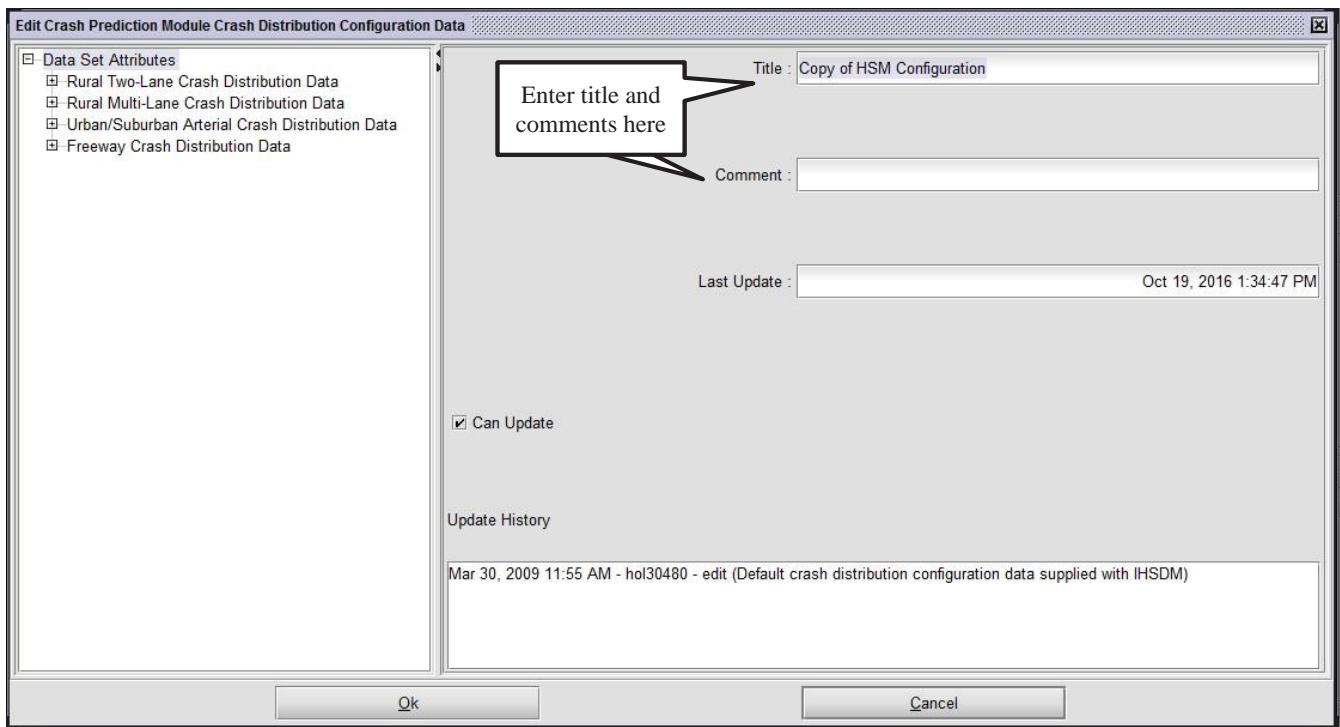 Edit Crash Prediction Module Crash Distribution Configuration Data
Data Set Attributes
Rural Two-Lane Crash Distribution Data
Rural Multi-Lane Crash Distribution Data
Urban/Suburban Arterial Crash Distribution Data
Freeway Crash Distribution Data
Enter title and
comments here
Title : Copy of HSM Configuration
Comment :
Last Update : Oct 19, 2016 1:34:47 PM
Can Update
Update History
Mar 30, 2009 11:55 AM - hol30480 - edit (Default crash distribution configuration data supplied with IHSDM)
Ok Cancel